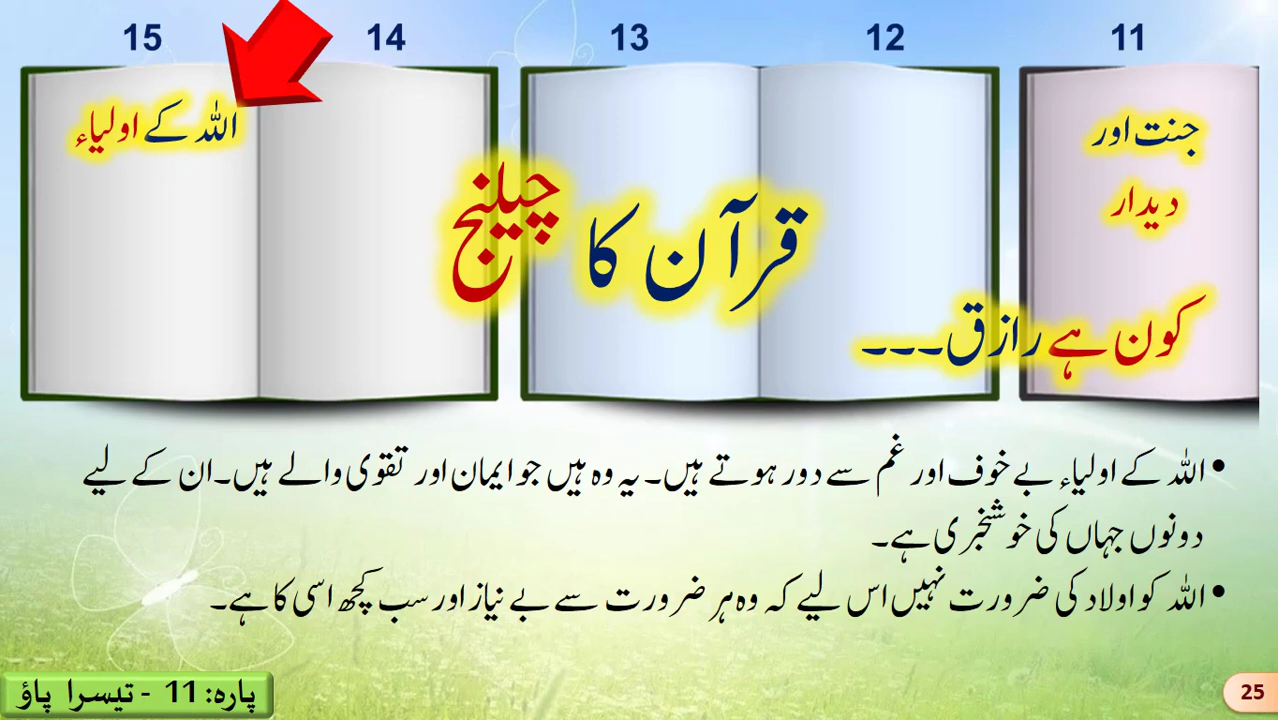 15 14 13 12 11
اللہ کے اولیاء
جنت اور
دیدار
قرآن کا چیلنج
کون ہے رازق۔۔۔
• اللہ کے اولیاء بے خوف اور غم سے دور ہوتے ہیں۔ یہ وہ ہیں جو ایمان اور تقوی والے ہیں۔ ان کے لیے
دونوں جہاں کی خوشخبری ہے۔
• اللہ کو اولاد کی ضرورت نہیں اس لیے کہ وہ ہر ضرورت سے بے نیاز اور سب کچھ اسی کا ہے۔
پارہ: 11 - تیسرا پاؤ
25